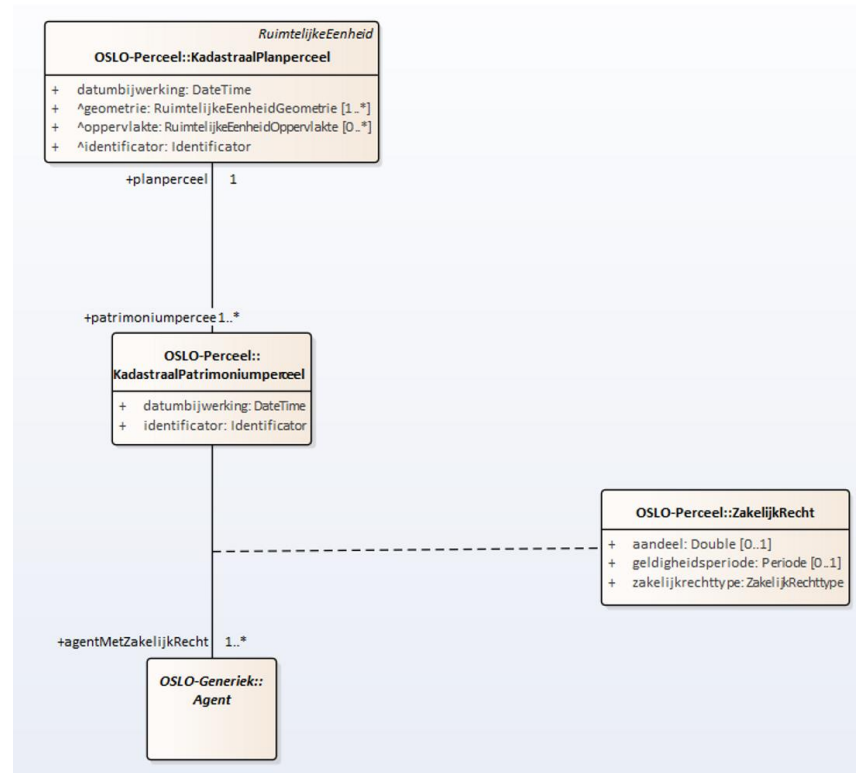 RuimtelijkeEenheid
OSLO-Perceel::KadastraalPlanperceel
+ datumbijwerking: DateTime
+ ^geometrie: RuimtelijkeEenheidGeometrie [1..*]
+ ^oppervlakte: RuimtelijkeEenheidOppervlakte [0..*]
+ ^identificator: Identificator
+planperceel 1
+patrimoniumpercee 1..*
OSLO-Perceel::
KadastraalPatrimoniumperceel
+ datumbijwerking: DateTime
+ identificator: Identificator
OSLO-Perceel::ZakelijkRecht
+ aandeel: Double [0..1]
+ geldigheidsperiode: Periode [0..1]
+ zakelijkrechttype: ZakelijkRechttype
+agentMetZakelijkRecht 1..*
OSLO-Generiek::
Agent